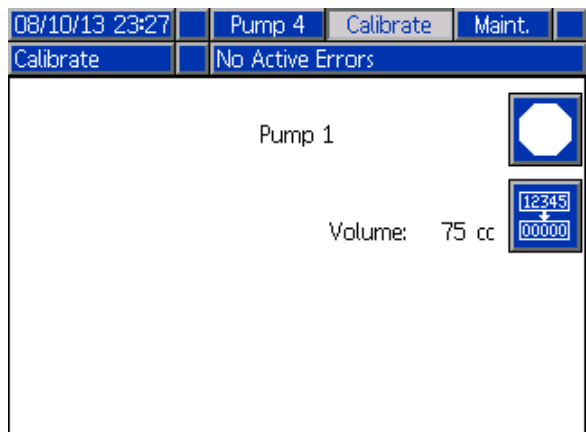 08/10/13 23:27 Pump 4 Calibrate Maint.
Calibrate No Active Errors
Pump 1
12345
Volume: 75 cc
00000